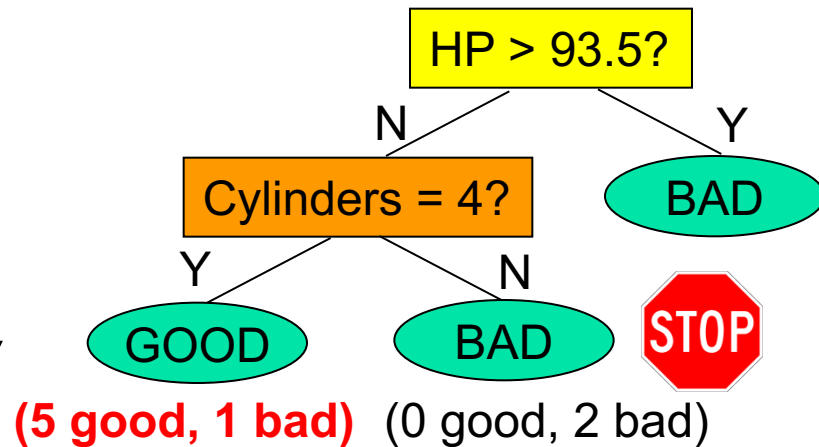 HP > 93.5?
N Y
Cylinders = 4?
BAD
Y N
GOOD
BAD
STOP
(5 good, 1 bad) (0 good, 2 bad)